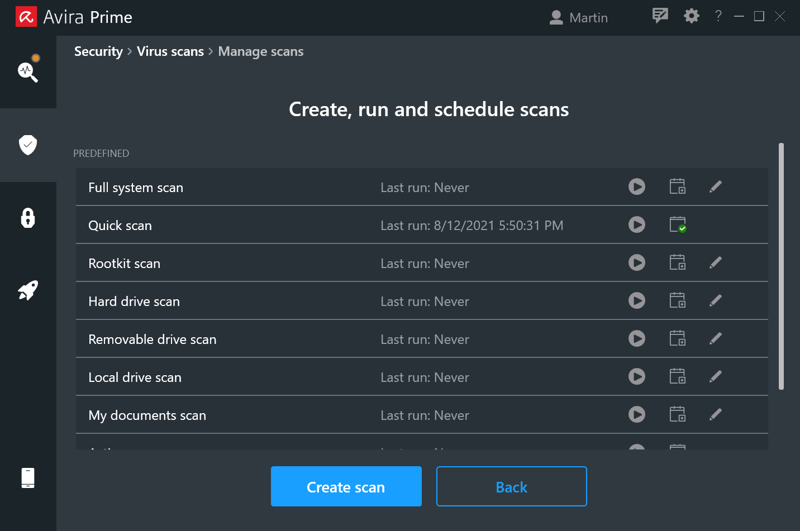 Avira Prime
Martin
?
Security > Virus scans > Manage scans
Create, run and schedule scans
PREDEFINED
Full system scan Last run: Never
Quick scan Last run: 8/12/2021 5:50:31 PM
Rootkit scan Last run: Never
Hard drive scan Last run: Never
Removable drive scan Last run: Never
Local drive scan Last run: Never
My documents scan Last run: Never
Create scan
Back